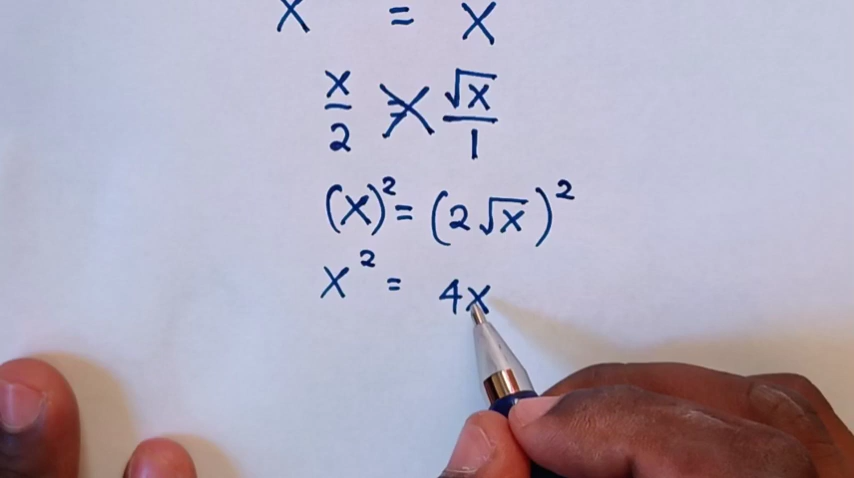 x = x
x/2 = √x/1
(x)² = (2√x)²
x² = 4x